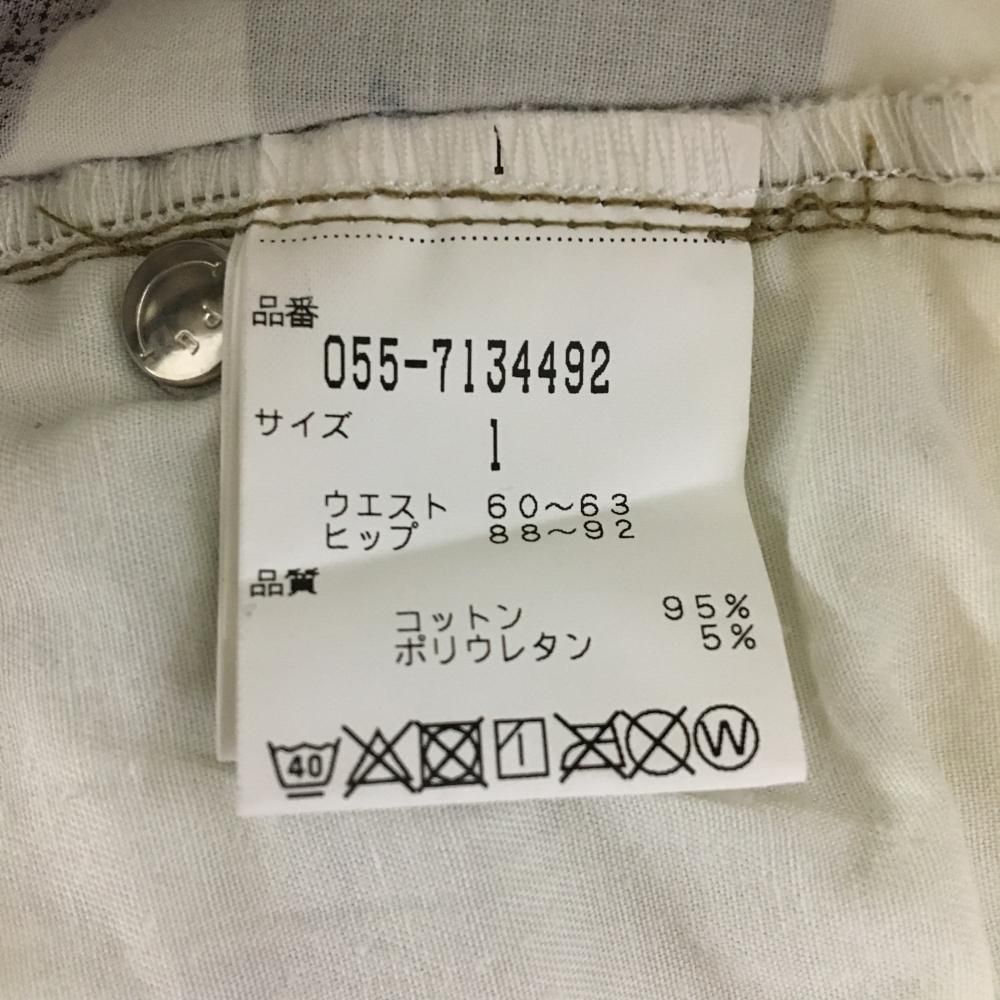 1
品番
055-7134492
サイズ
1
ウエスト 60～63
ヒップ 88～92
品質
コットン 95%
ポリウレタン 5%
40
W